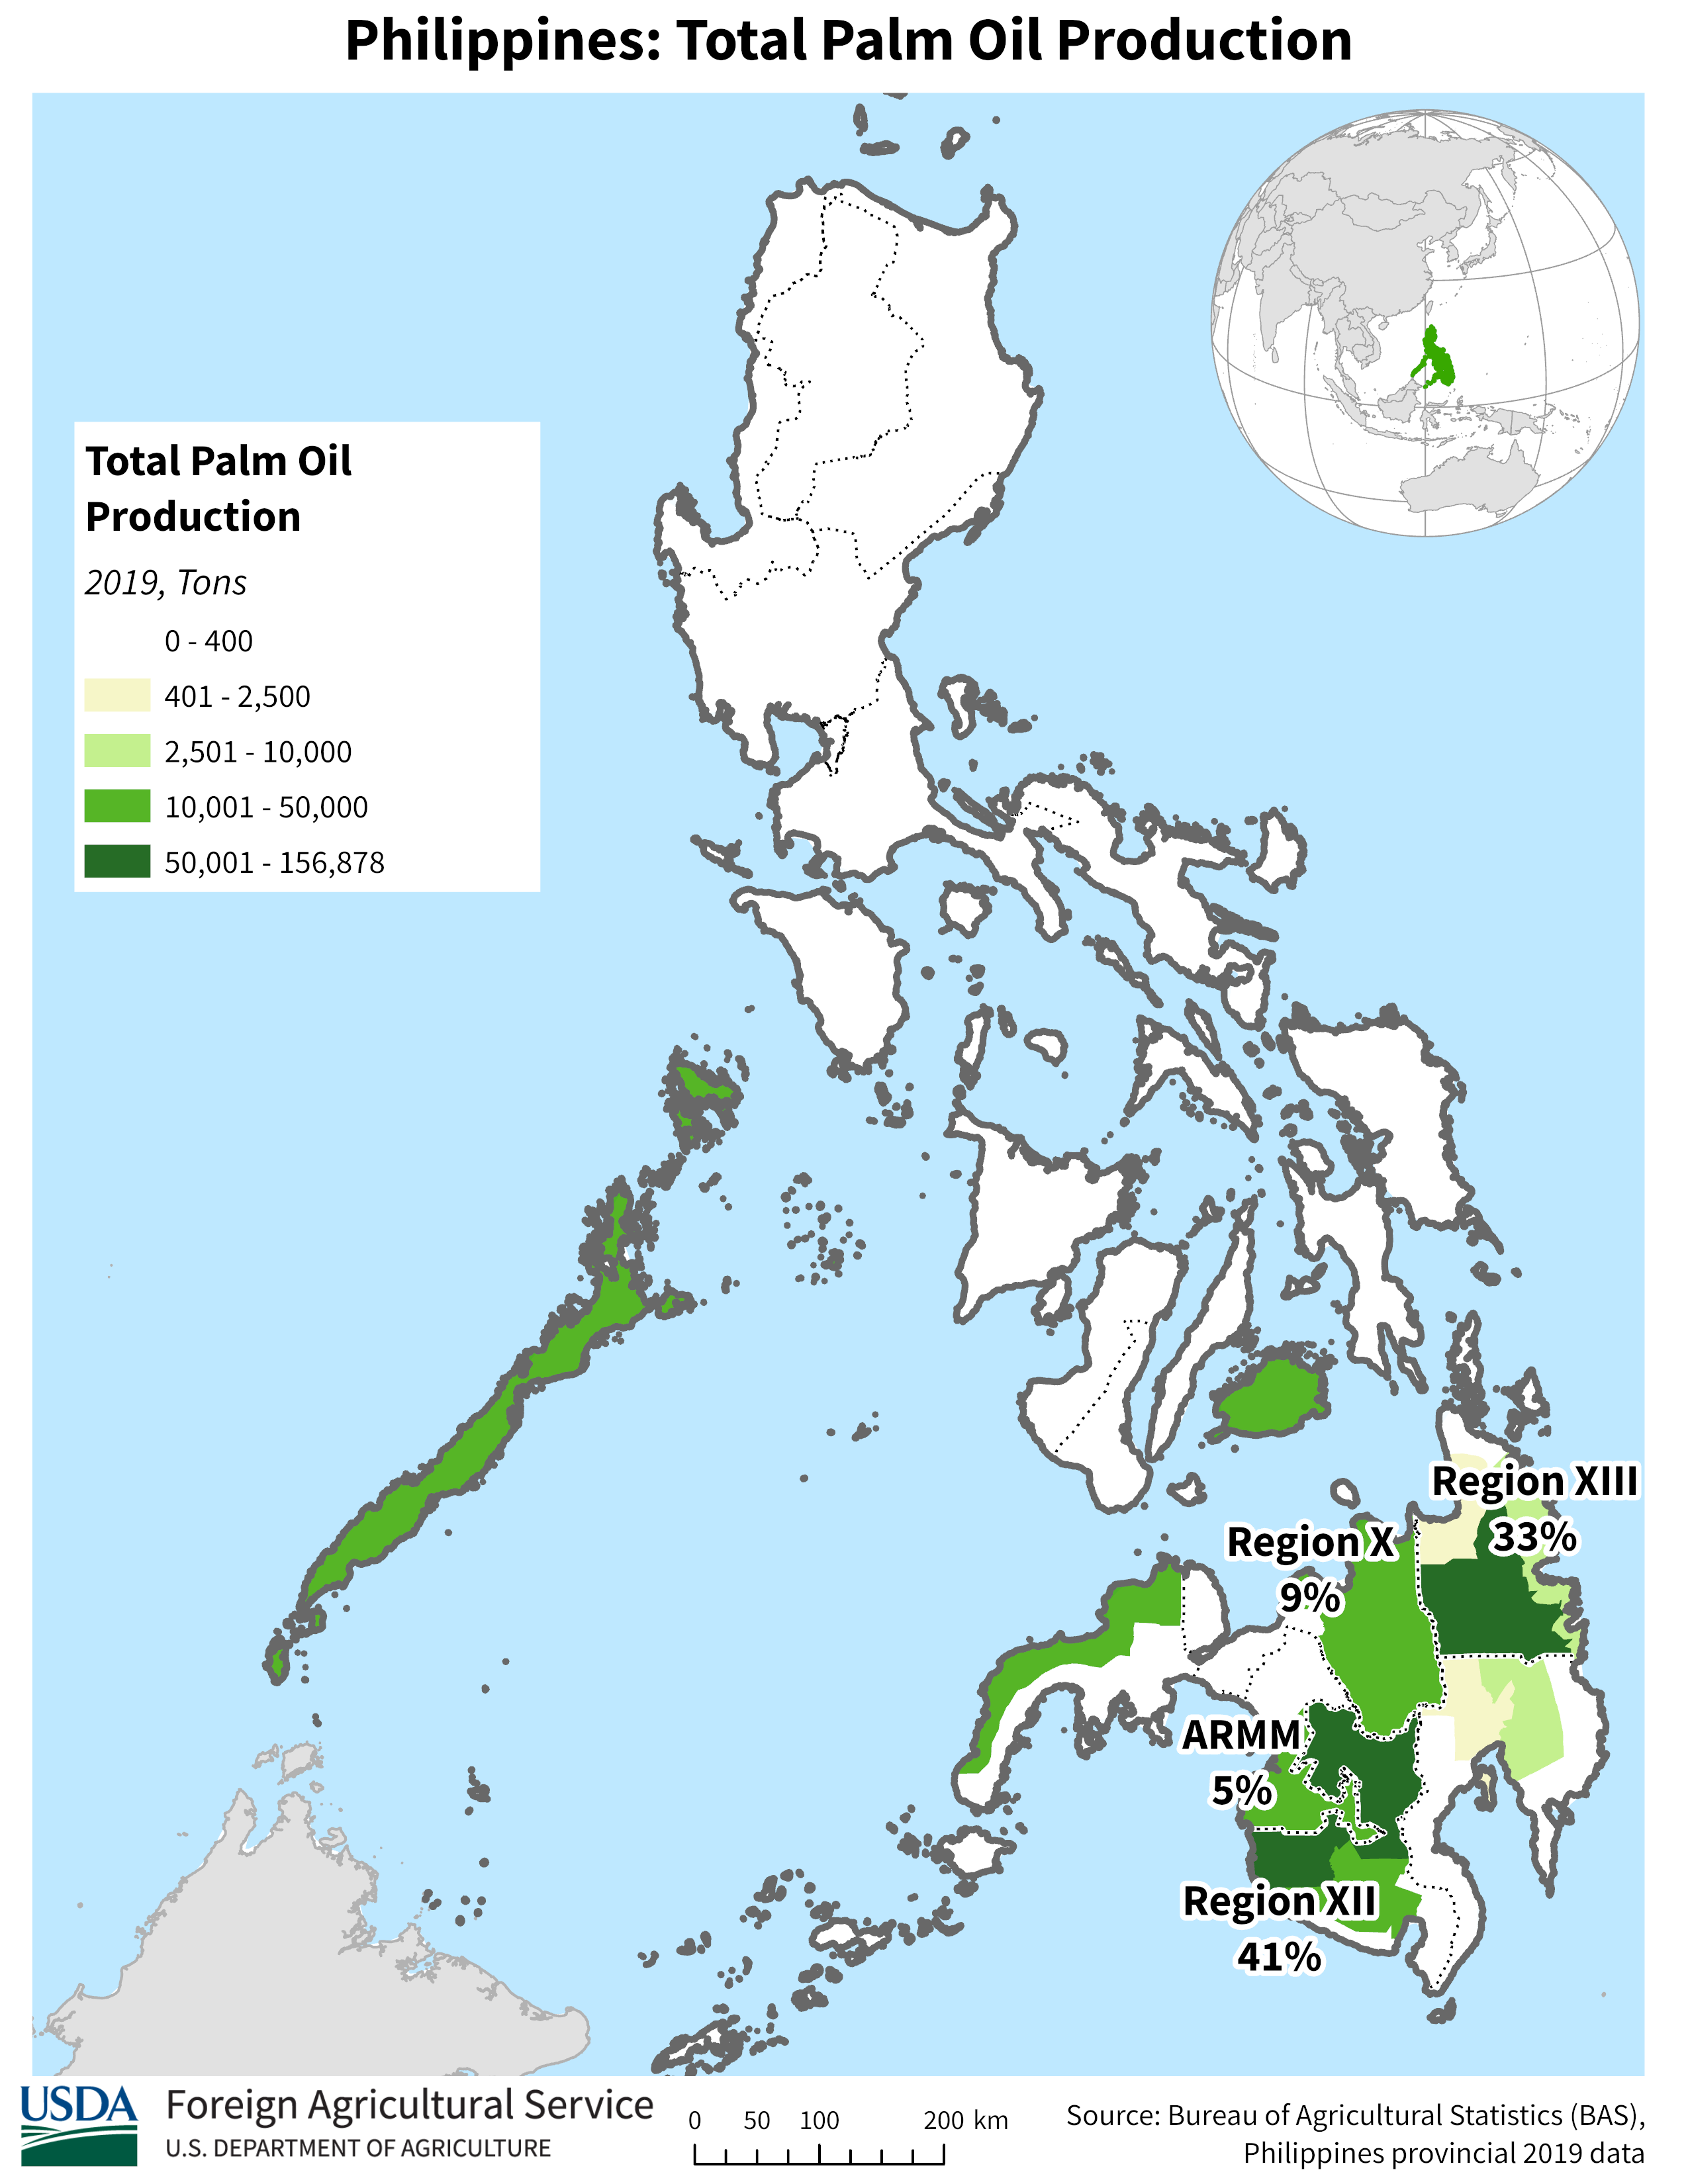 Philippines: Total Palm Oil Production
Total Palm Oil
Production
2019, Tons
0 - 400
401 - 2,500
2,501 - 10,000
10,001 - 50,000
50,001 - 156,878
Region XIII
33%
Region X
9%
ARMM
5%
Region XII
41%
USDA
Foreign Agricultural Service
U.S. DEPARTMENT OF AGRICULTURE
0 50 100 200 km
Source: Bureau of Agricultural Statistics (BAS),
Philippines provincial 2019 data